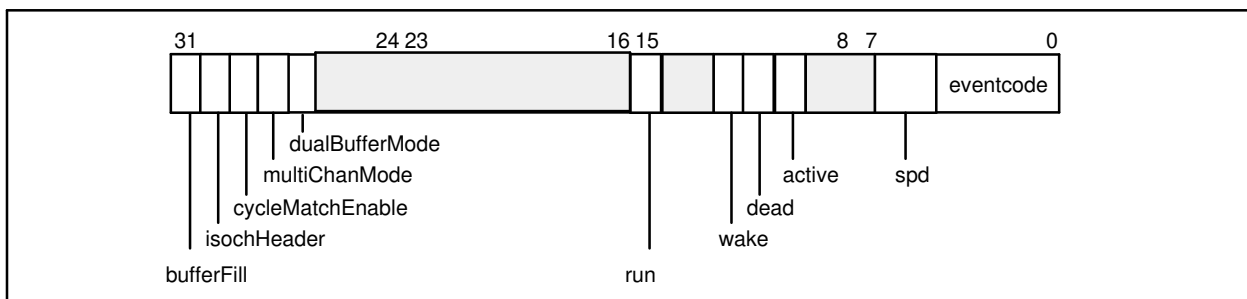 31 24 23 16 15 8 7 0
eventcode
dualBufferMode
multiChanMode active spd
cycleMatchEnable dead
isochHeader wake
bufferFill run